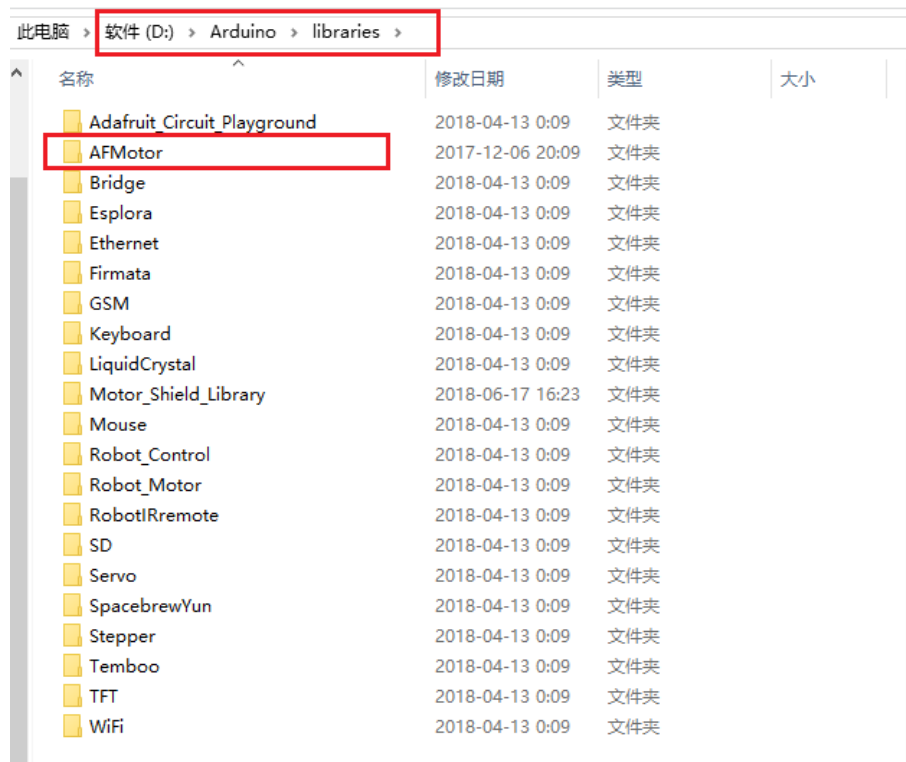 此电脑 › 软件 (D:) › Arduino › libraries ›
名称 修改日期 类型 大小
Adafruit_Circuit_Playground 2018-04-13 0:09 文件夹
AFMotor 2017-12-06 20:09 文件夹
Bridge 2018-04-13 0:09 文件夹
Esplora 2018-04-13 0:09 文件夹
Ethernet 2018-04-13 0:09 文件夹
Firmata 2018-04-13 0:09 文件夹
GSM 2018-04-13 0:09 文件夹
Keyboard 2018-04-13 0:09 文件夹
LiquidCrystal 2018-04-13 0:09 文件夹
Motor_Shield_Library 2018-06-17 16:23 文件夹
Mouse 2018-04-13 0:09 文件夹
Robot_Control 2018-04-13 0:09 文件夹
Robot_Motor 2018-04-13 0:09 文件夹
RobotIRremote 2018-04-13 0:09 文件夹
SD 2018-04-13 0:09 文件夹
Servo 2018-04-13 0:09 文件夹
SpacebrewYun 2018-04-13 0:09 文件夹
Stepper 2018-04-13 0:09 文件夹
Temboo 2018-04-13 0:09 文件夹
TFT 2018-04-13 0:09 文件夹
WiFi 2018-04-13 0:09 文件夹